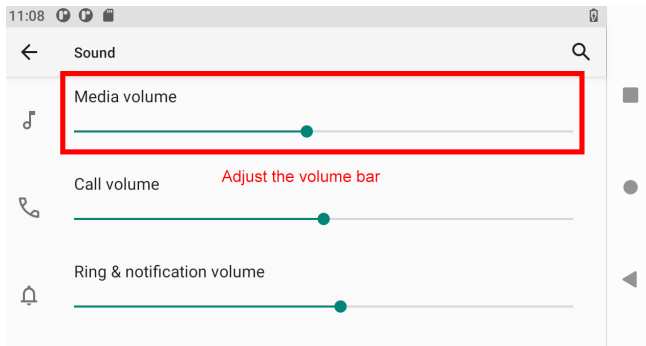 11:08
Sound
Media volume
Adjust the volume bar
Call volume
Ring & notification volume